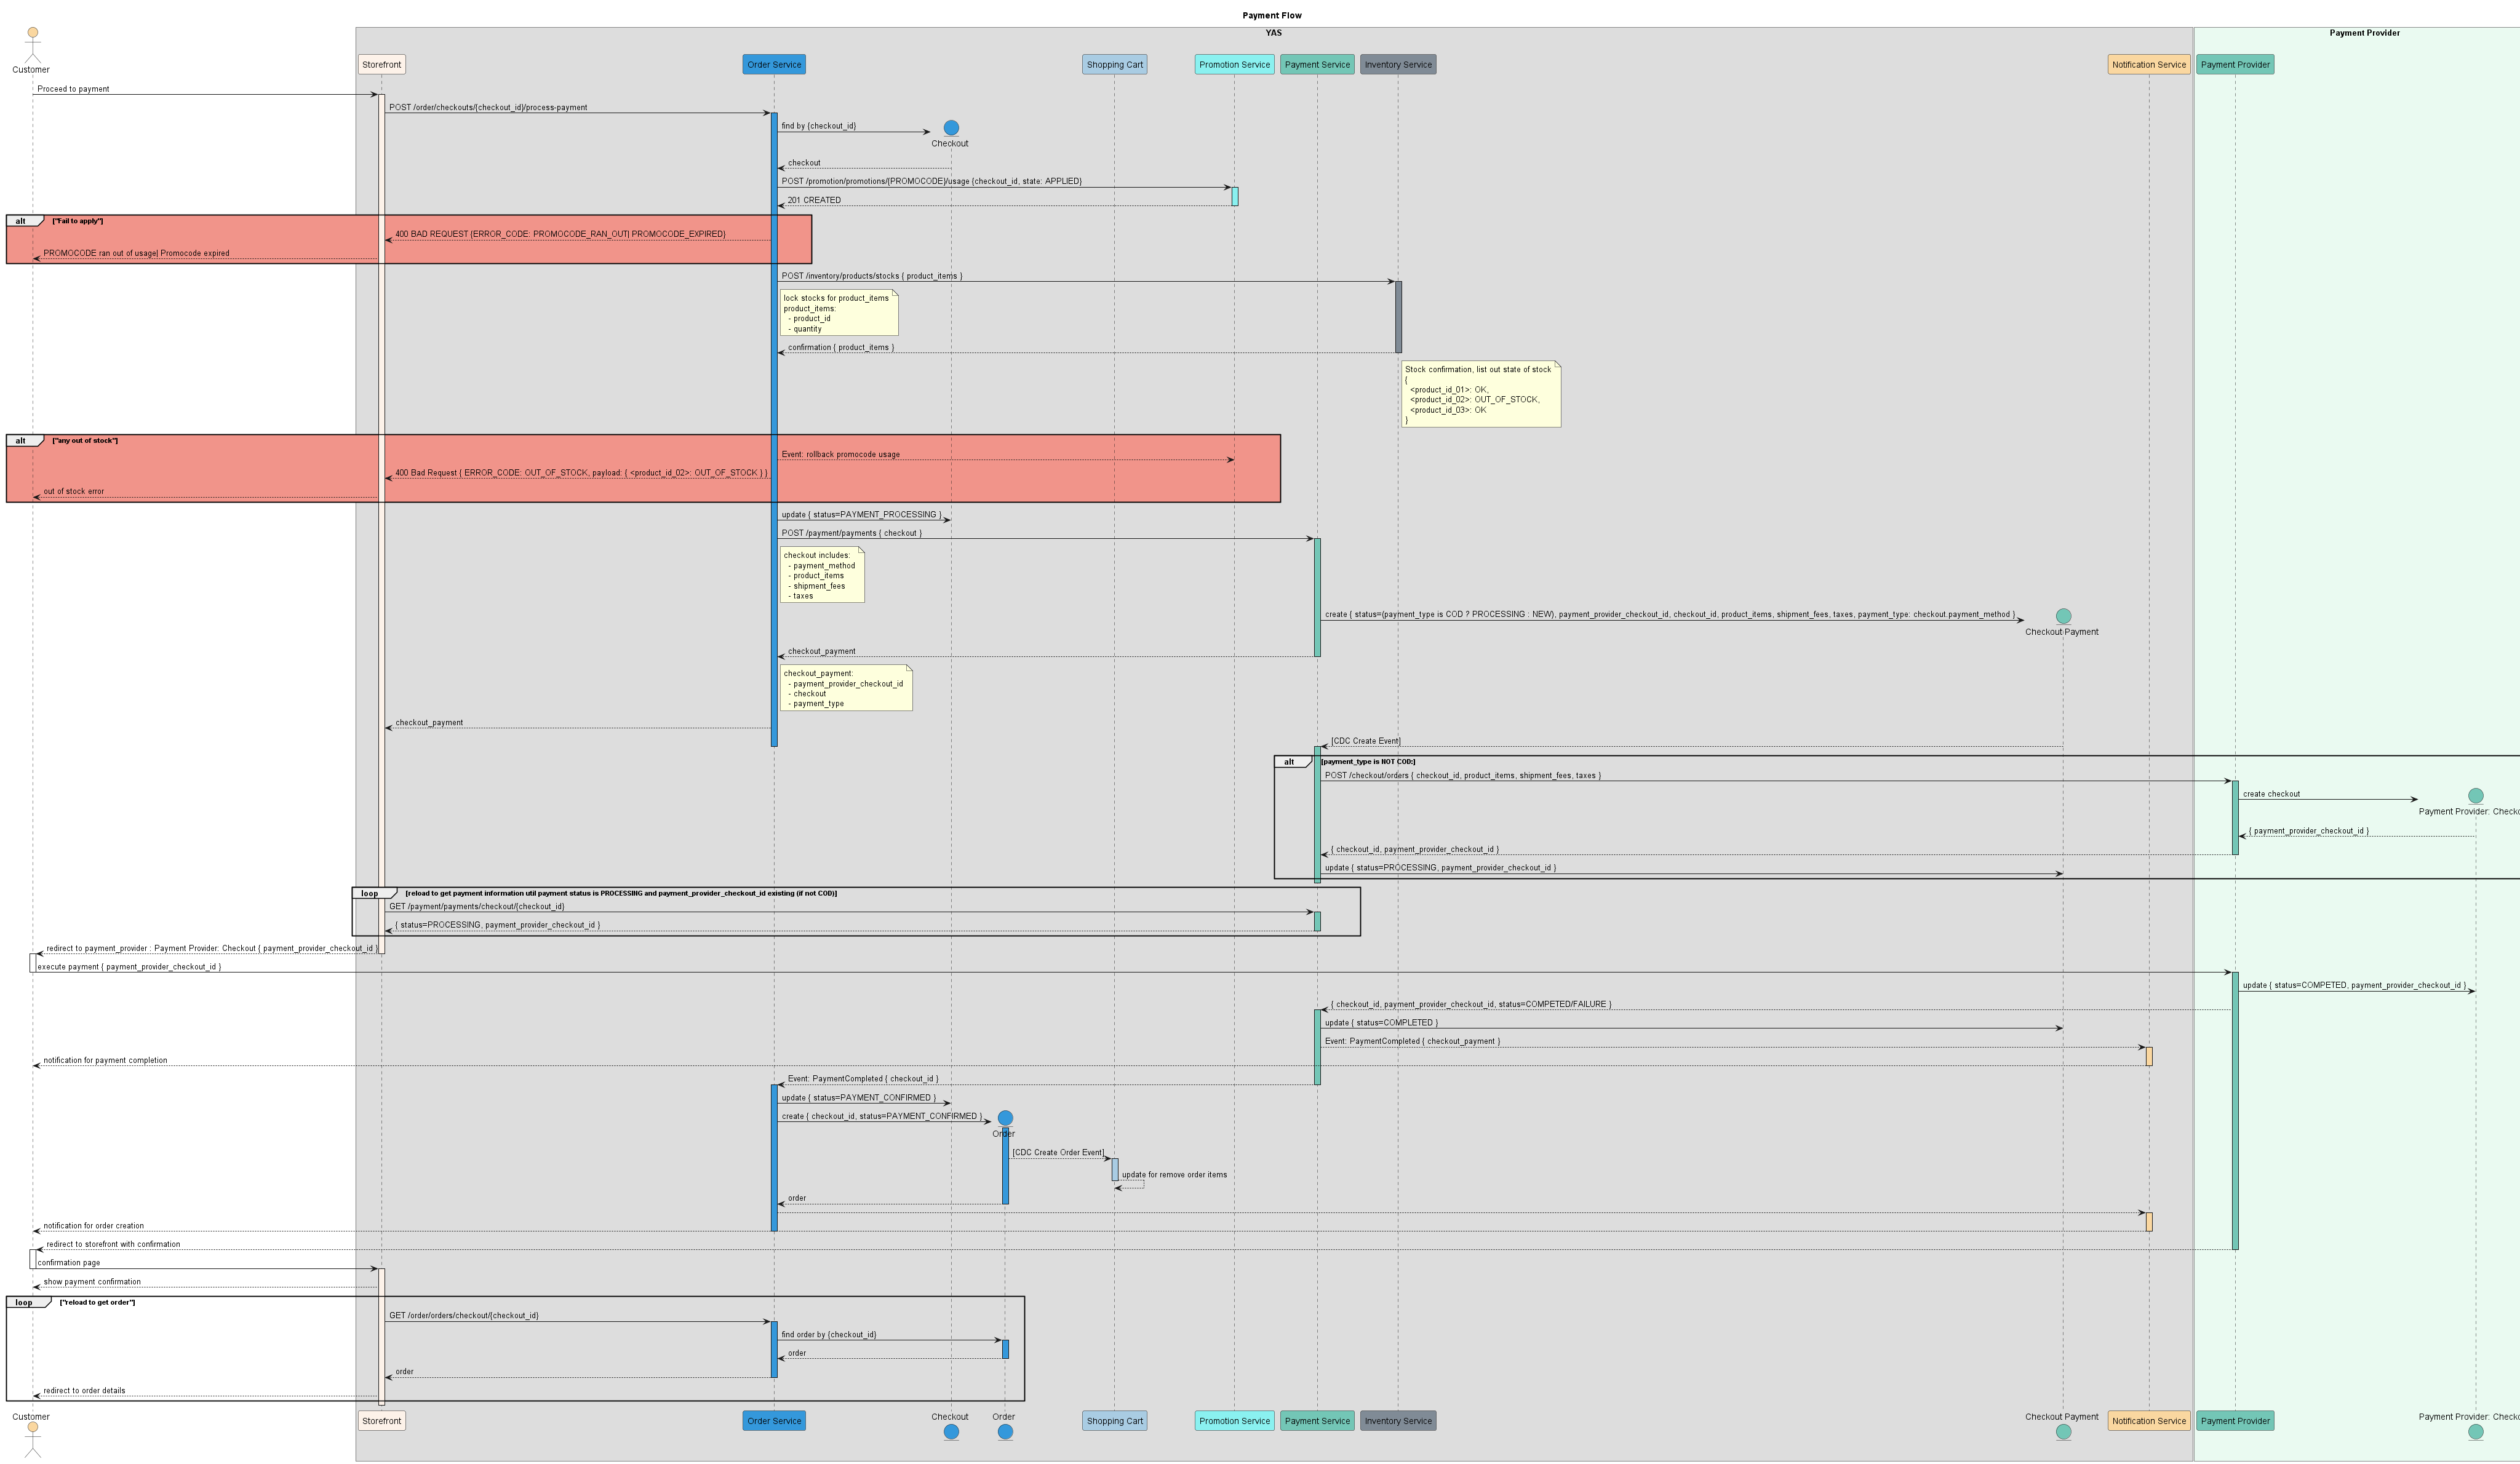 Payment Flow
YAS
Payment Provider
Customer
Storefront
Order Service
Shopping Cart
Promotion Service
Payment Service
Inventory Service
Notification Service
Payment Provider
Proceed to payment
POST /order/checkouts/{checkout_id}/process-payment
find by {checkout_id}
Checkout
checkout
POST /promotion/promotions/{PROMOCODE}/usage {checkout_id, state: APPLIED}
201 CREATED
alt ["Fail to apply"]
400 BAD REQUEST {ERROR_CODE: PROMOCODE_RAN_OUT| PROMOCODE_EXPIRED}
PROMOCODE ran out of usage| Promocode expired
POST /inventory/products/stocks { product_items }
lock stocks for product_items
product_items:
- product_id
- quantity
confirmation { product_items }
Stock confirmation, list out state of stock
{
<product_id_01>: OK,
<product_id_02>: OUT_OF_STOCK,
<product_id_03>: OK
}
alt ["any out of stock"]
Event: rollback promocode usage
400 Bad Request { ERROR_CODE: OUT_OF_STOCK, payload: { <product_id_02>: OUT_OF_STOCK } }
out of stock error
update { status=PAYMENT_PROCESSING }
POST /payment/payments { checkout }
checkout includes:
- payment_method
- product_items
- shipment_fees
- taxes
create { status=(payment_type is COD ? PROCESSING : NEW), payment_provider_checkout_id, checkout_id, product_items, shipment_fees, taxes, payment_type: checkout.payment_method }
Checkout Payment
checkout_payment
checkout_payment:
- payment_provider_checkout_id
- checkout
- payment_type
checkout_payment
[CDC Create Event]
alt [payment_type is NOT COD:]
POST /checkout/orders { checkout_id, product_items, shipment_fees, taxes }
create checkout
Payment Provider: Checko
{ payment_provider_checkout_id }
{ checkout_id, payment_provider_checkout_id }
update { status=PROCESSING, payment_provider_checkout_id }
loop [reload to get payment information util payment status is PROCESSING and payment_provider_checkout_id existing (if not COD)]
GET /payment/payments/checkout/{checkout_id}
{ status=PROCESSING, payment_provider_checkout_id }
redirect to payment_provider : Payment Provider: Checkout { payment_provider_checkout_id }
execute payment { payment_provider_checkout_id }
update { status=COMPETED, payment_provider_checkout_id }
{ checkout_id, payment_provider_checkout_id, status=COMPETED/FAILURE }
update { status=COMPLETED }
Event: PaymentCompleted { checkout_payment }
notification for payment completion
Event: PaymentCompleted { checkout_id }
update { status=PAYMENT_CONFIRMED }
create { checkout_id, status=PAYMENT_CONFIRMED }
Order
[CDC Create Order Event]
update for remove order items
order
notification for order creation
redirect to storefront with confirmation
confirmation page
show payment confirmation
loop ["reload to get order"]
GET /order/orders/checkout/{checkout_id}
find order by {checkout_id}
order
order
redirect to order details
Customer
Storefront
Order Service
Checkout
Order
Shopping Cart
Promotion Service
Payment Service
Inventory Service
Checkout Payment
Notification Service
Payment Provider
Payment Provider: Checko